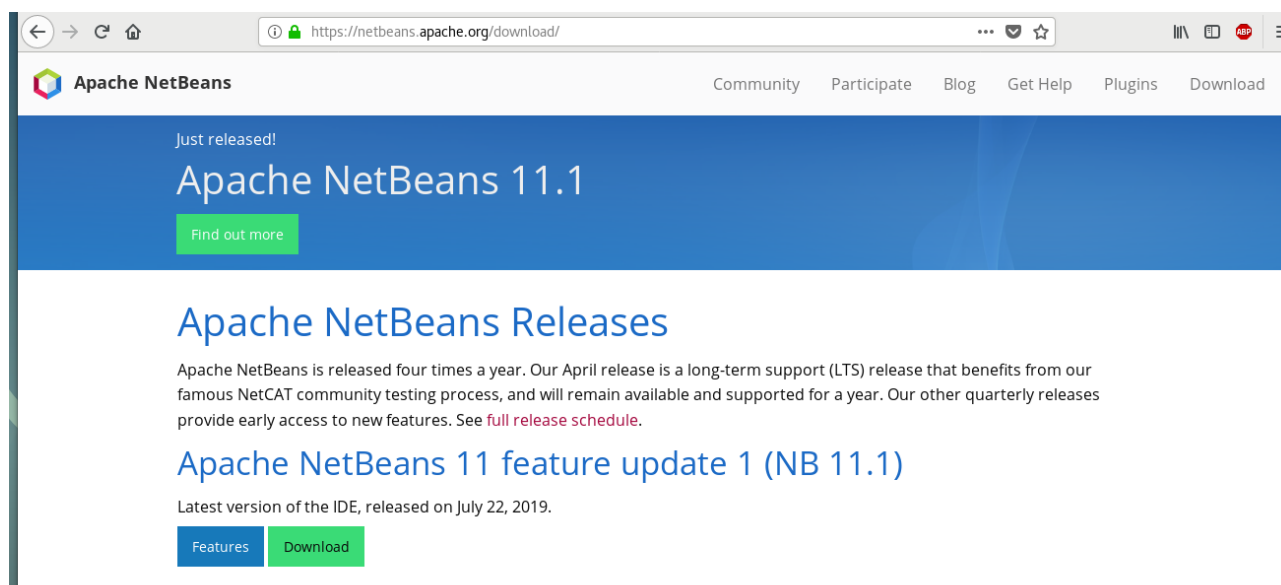 https://netbeans.apache.org/download/
ABP
Apache NetBeans
Community Participate Blog Get Help Plugins Download
Just released!
Apache NetBeans 11.1
Find out more
Apache NetBeans Releases
Apache NetBeans is released four times a year. Our April release is a long-term support (LTS) release that benefits from our
famous NetCAT community testing process, and will remain available and supported for a year. Our other quarterly releases
provide early access to new features. See full release schedule.
Apache NetBeans 11 feature update 1 (NB 11.1)
Latest version of the IDE, released on July 22, 2019.
Features Download